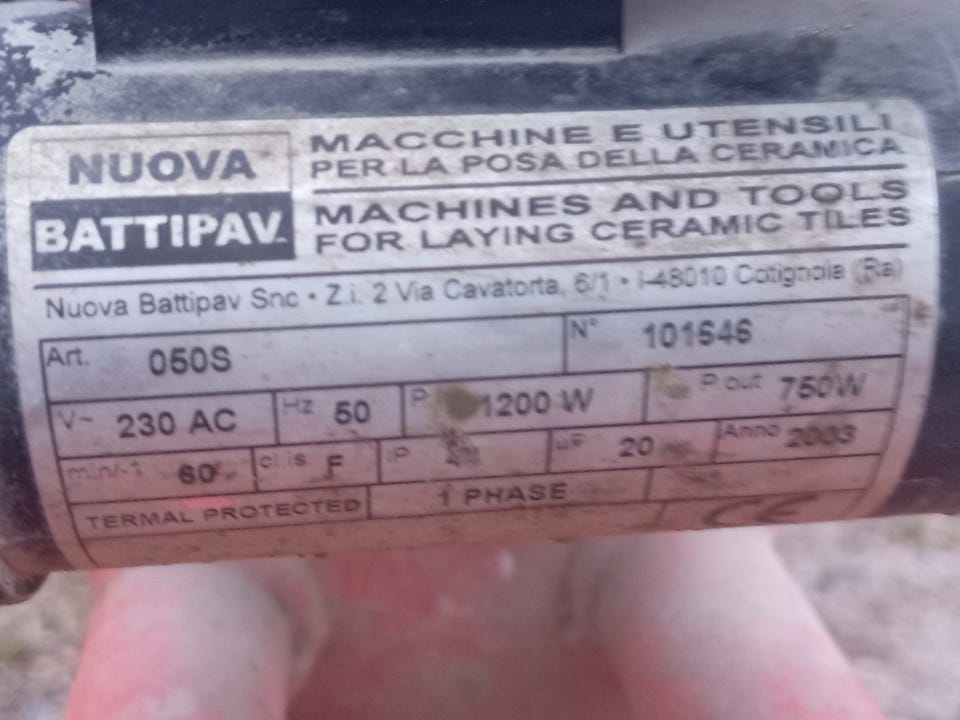 NUOVA
BATTIPAV
MACCHINE E UTENSILI
PER LA POSA DELLA CERAMICA
MACHINES AND TOOLS
FOR LAYING CERAMIC TILES
Nuova Battipav Snc • Z.i. 2 Via Cavatorta, 6/1 • I-48010 Cotignola (Ra)
Art. 050S N° 101646
V~ 230 AC Hz 50 P 1200 W P out 750W
min/-1 60 cl is F IP µF 20 Anno 2003
TERMAL PROTECTED 1 PHASE
CE